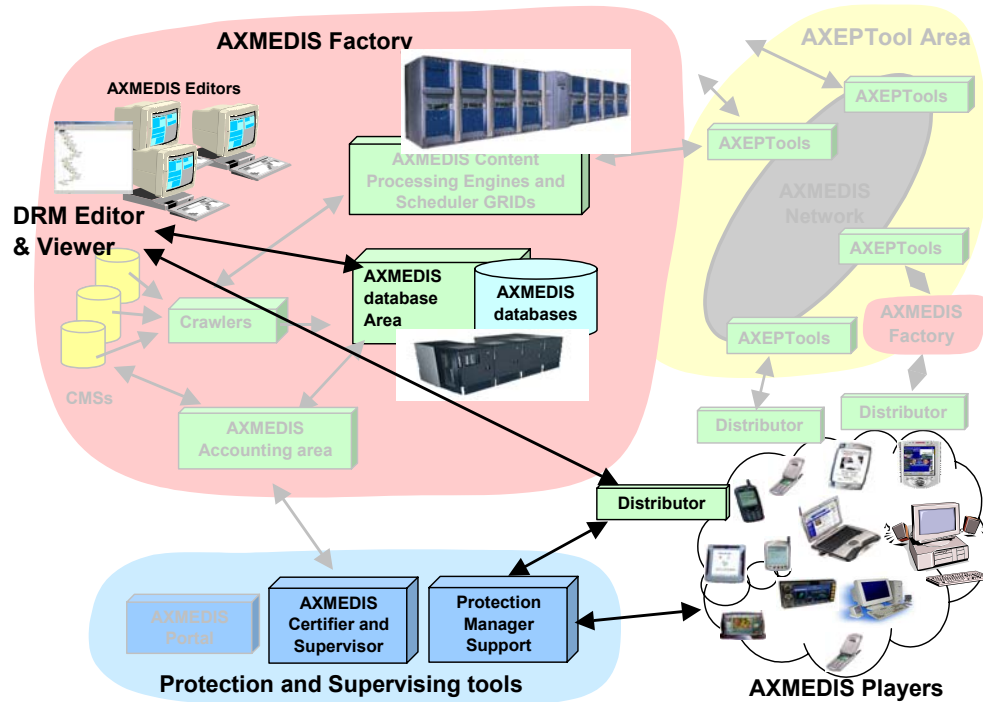 AXMEDIS Factory
AXMEDIS Editors
DRM Editor
& Viewer
AXMEDIS Content
Processing Engines and
Scheduler GRIDs
AXMEDIS
database
Area
AXMEDIS
databases
Crawlers
CMSs
AXMEDIS
Accounting area
AXEPTool Area
AXEPTools
AXEPTools
AXMEDIS
Network
AXEPTools
AXEPTools
AXMEDIS
Factory
Distributor
Distributor
Distributor
AXMEDIS
Portal
AXMEDIS
Certifier and
Supervisor
Protection
Manager
Support
Protection and Supervising tools
AXMEDIS Players